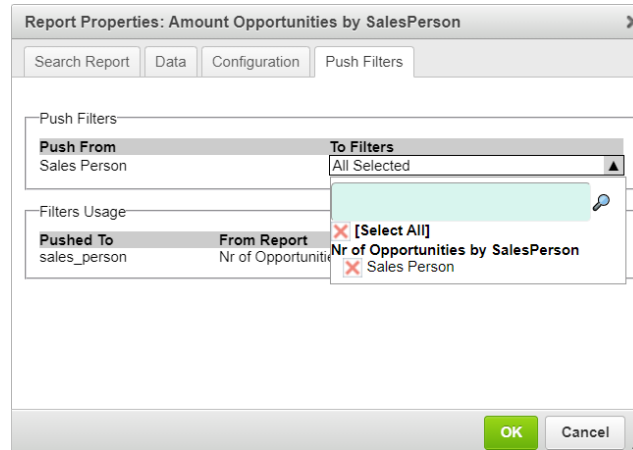 Report Properties: Amount Opportunities by SalesPerson
Search Report Data Configuration Push Filters
Push Filters
Push From To Filters
Sales Person All Selected
[Select All]
Nr of Opportunities by SalesPerson
Sales Person
Filters Usage
Pushed To From Report
sales_person Nr of Opportunitie
OK Cancel